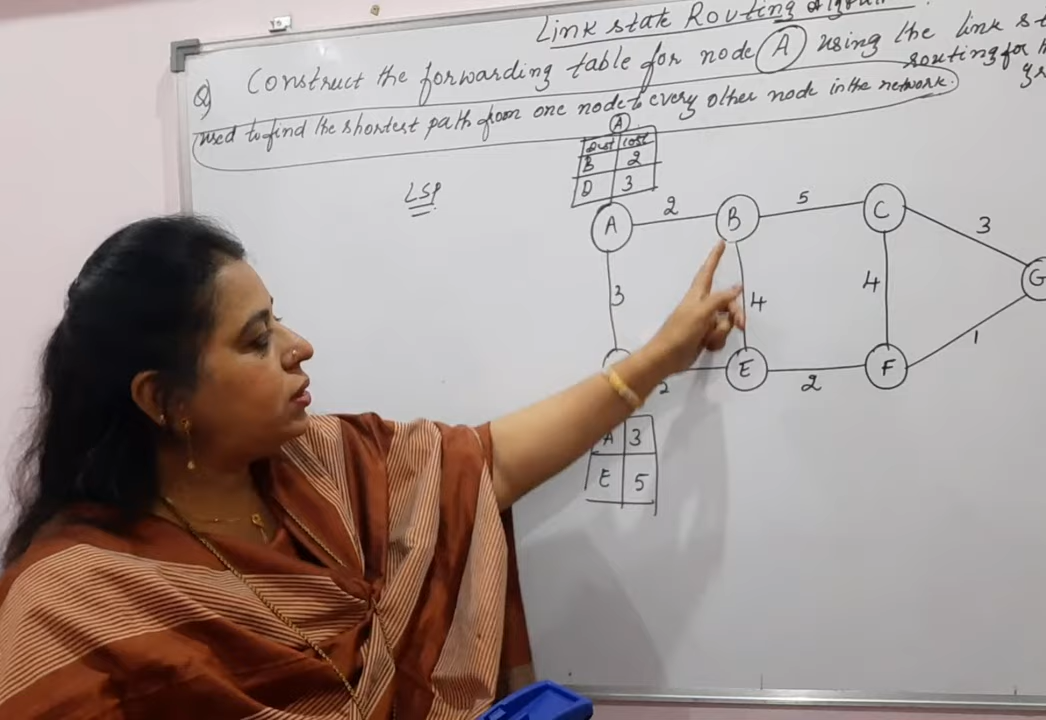 Link state Routing
Q) Construct the forwarding table for node A using the link
routing for
used to find the shortest path from one node to every other node in the network.
A
Dest Cost
B 2
D 3
LSP
A 2 B 5 C 3
3 4 4 G
E 2 F 1
2
A 3
E 5